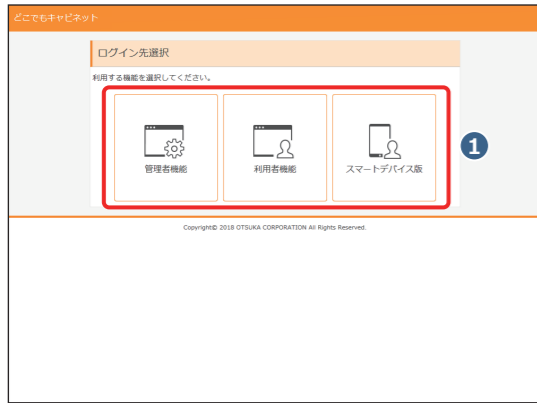 どこでもキャビネット
ログイン先選択
利用する機能を選択してください。
管理者機能
利用者機能
スマートデバイス版
1
Copyright© 2018 OTSUKA CORPORATION All Rights Reserved.